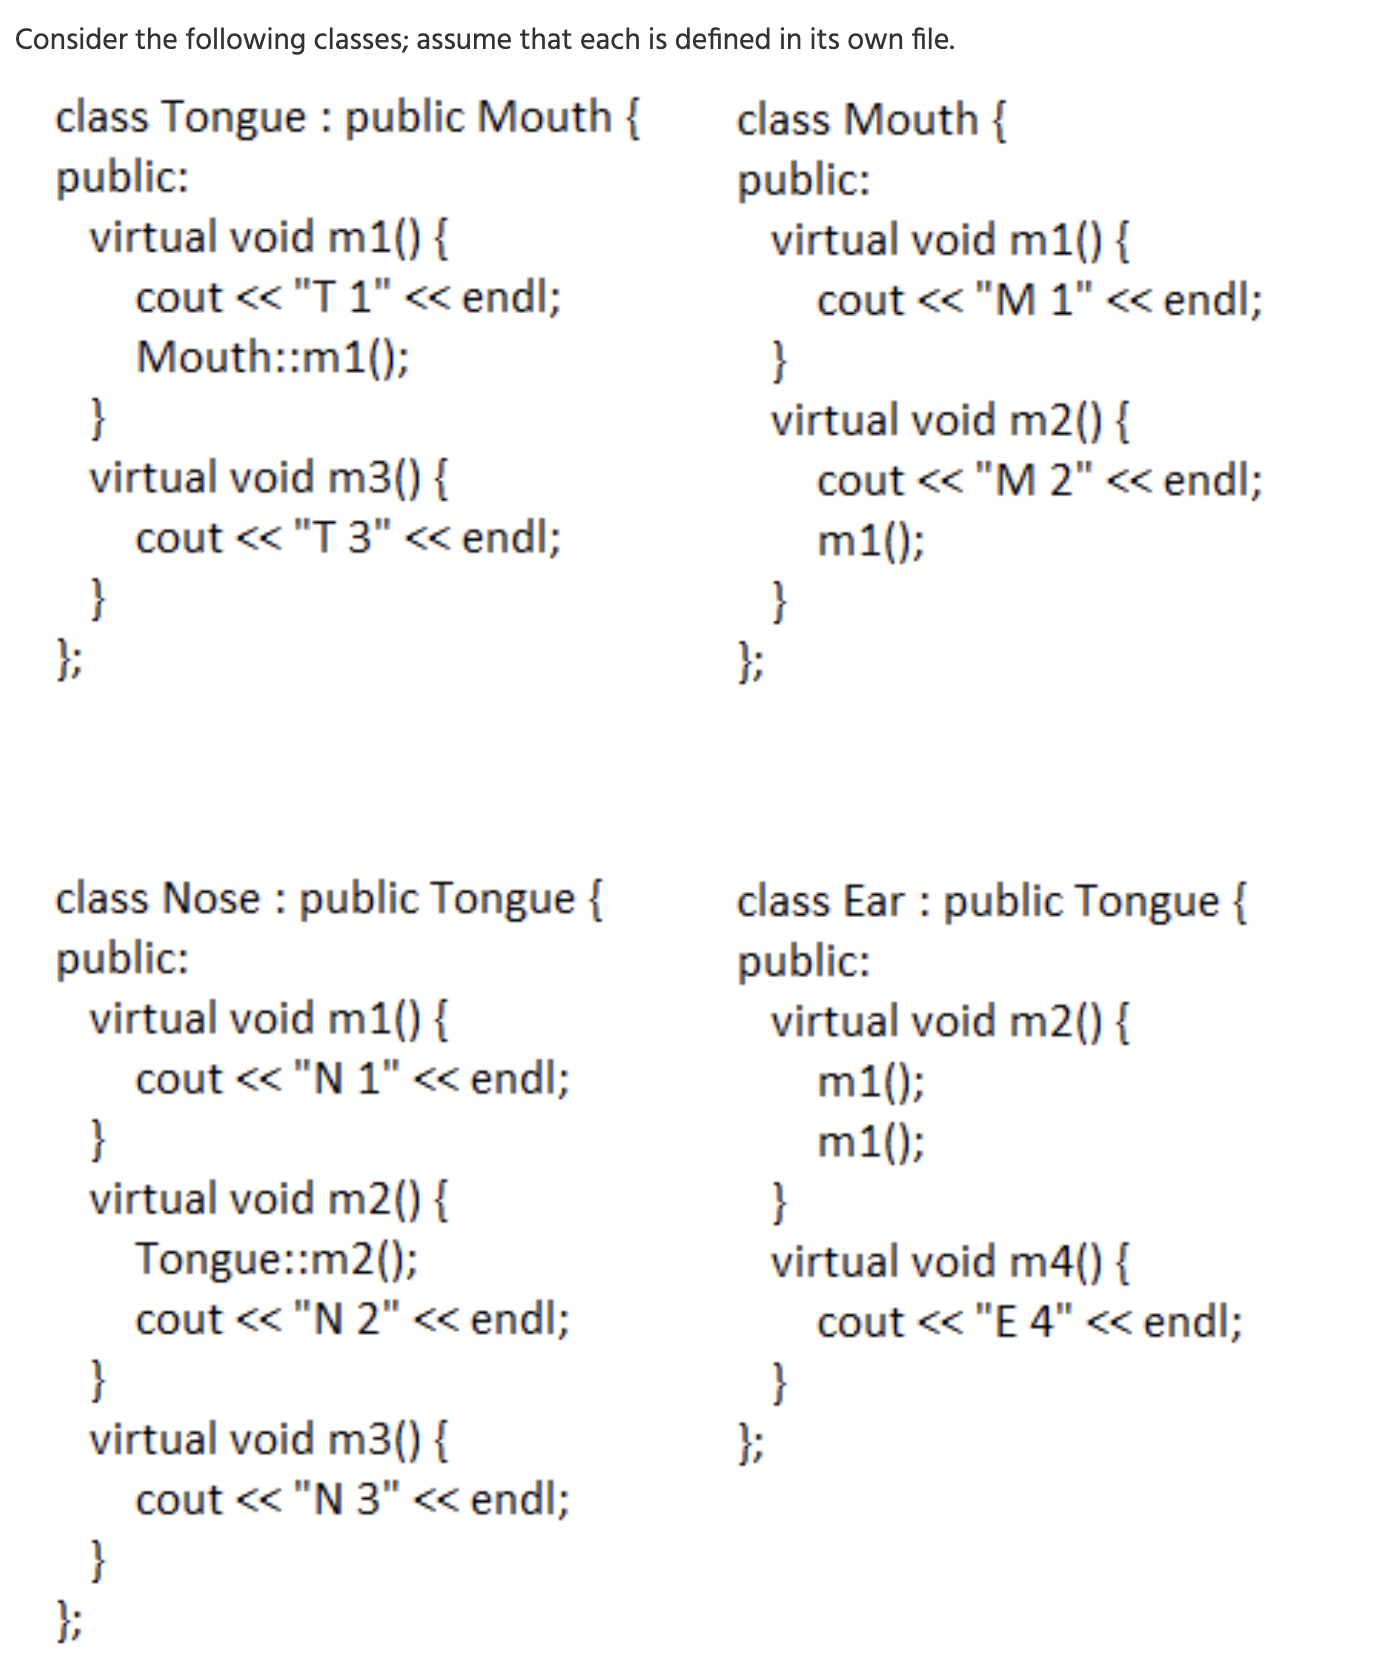 Consider the following classes; assume that each is defined in its own file.
class Tongue : public Mouth {
public:
virtual void m1() {
cout << "T 1" << endl;
Mouth::m1();
}
virtual void m3() {
cout << "T 3" << endl;
}
};
class Mouth {
public:
virtual void m1() {
cout << "M 1" << endl;
}
virtual void m2() {
cout << "M 2" << endl;
m1();
}
};
class Nose : public Tongue {
public:
virtual void m1() {
cout << "N 1" << endl;
}
virtual void m2() {
Tongue::m2();
cout << "N 2" << endl;
}
virtual void m3() {
cout << "N 3" << endl;
}
};
class Ear : public Tongue {
public:
virtual void m2() {
m1();
m1();
}
virtual void m4() {
cout << "E 4" << endl;
}
};